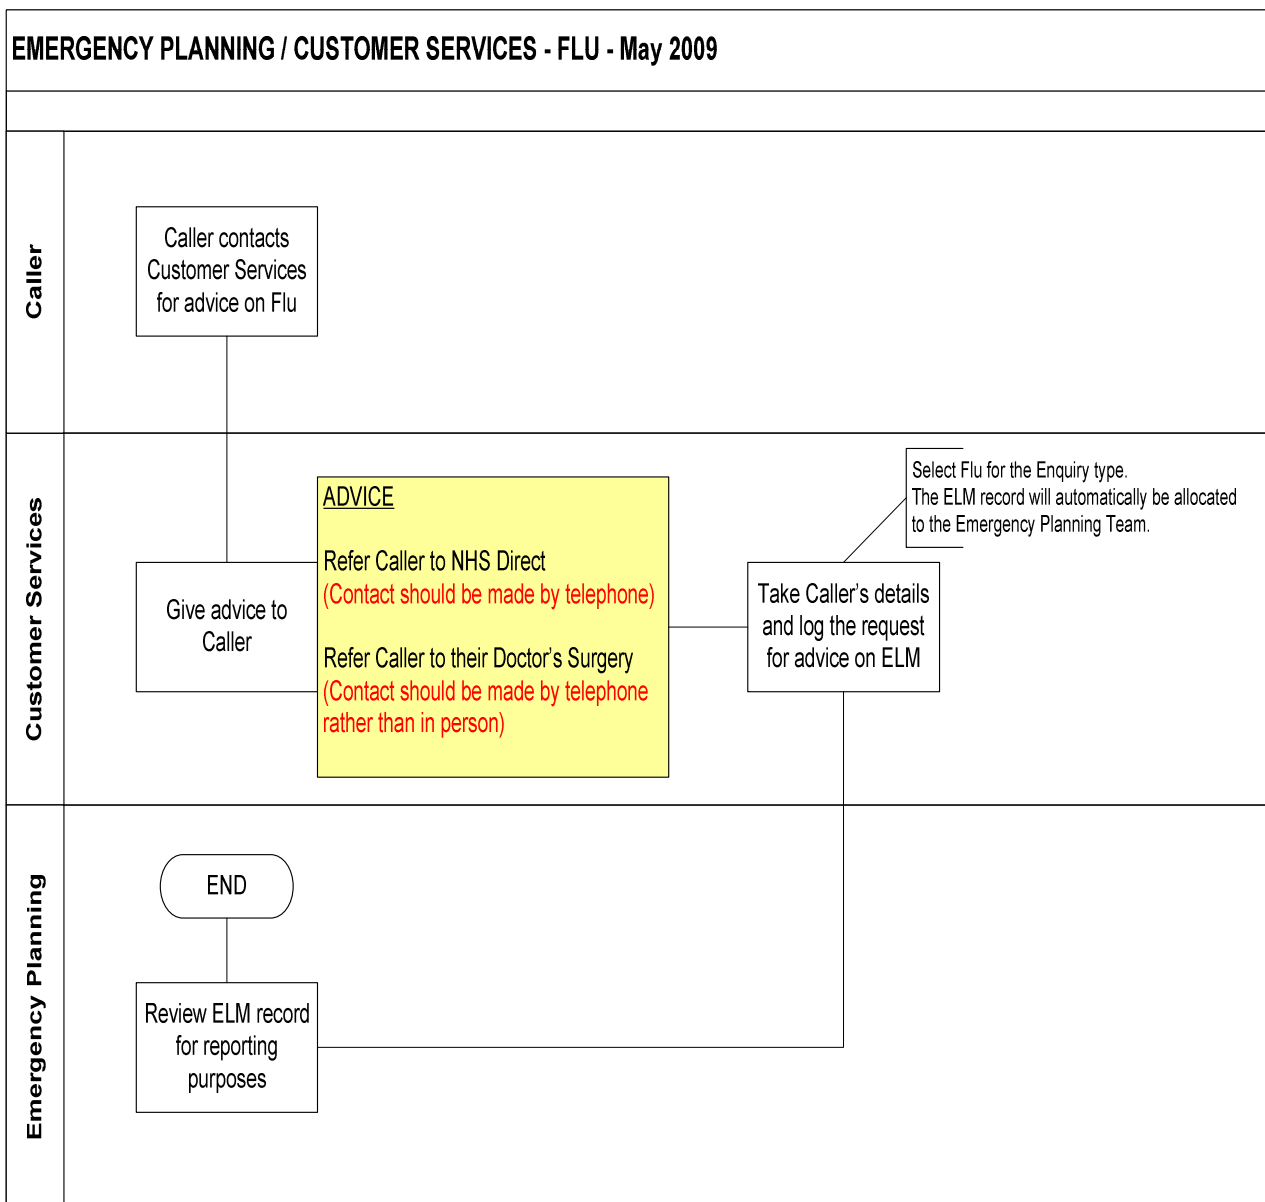 EMERGENCY PLANNING / CUSTOMER SERVICES - FLU - May 2009
Caller
Caller contacts
Customer Services
for advice on Flu
Customer Services
Give advice to
Caller
ADVICE
Refer Caller to NHS Direct
(Contact should be made by telephone)
Refer Caller to their Doctor’s Surgery
(Contact should be made by telephone
rather than in person)
Select Flu for the Enquiry type.
The ELM record will automatically be allocated
to the Emergency Planning Team.
Take Caller’s details
and log the request
for advice on ELM
Emergency Planning
END
Review ELM record
for reporting
purposes